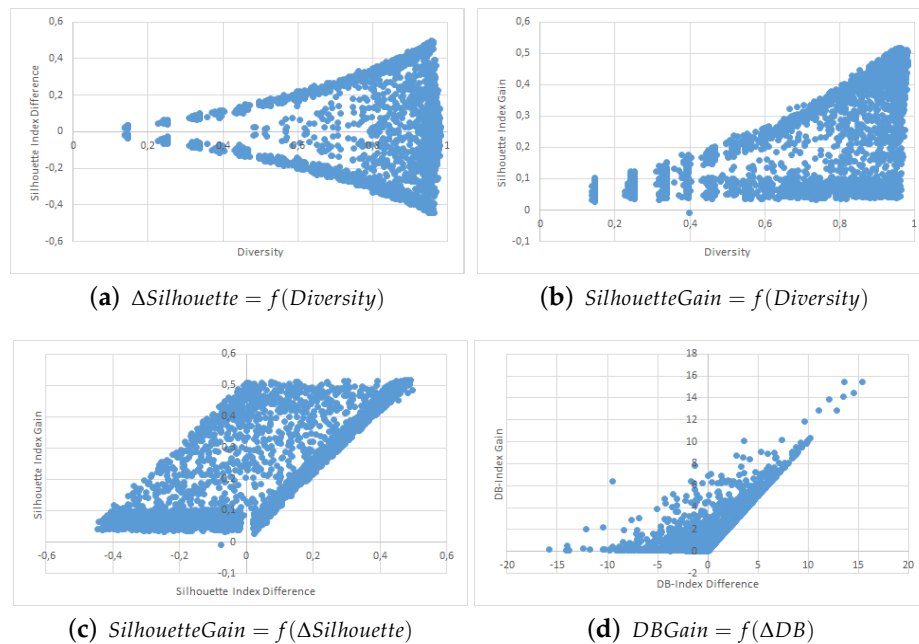 0,6
0,4
0,2
0
-0,2
-0,4
-0,6
0 0,2 0,4 0,6 0,8 1
Silhouette Index Difference
Diversity
(a) ΔSilhouette = f(Diversity)
0,6
0,5
0,4
0,3
0,2
0,1
0
-0,1
0 0,2 0,4 0,6 0,8 1
Silhouette Index Gain
Diversity
(b) SilhouetteGain = f(Diversity)
0,6
0,5
0,4
0,3
0,2
0,1
0
-0,1
-0,6 -0,4 -0,2 0 0,2 0,4 0,6
Silhouette Index Gain
Silhouette Index Difference
(c) SilhouetteGain = f(ΔSilhouette)
18
16
14
12
10
8
6
4
2
0
-2
-20 -15 -10 -5 0 5 10 15 20
DB-Index Gain
DB-Index Difference
(d) DBGain = f(ΔDB)